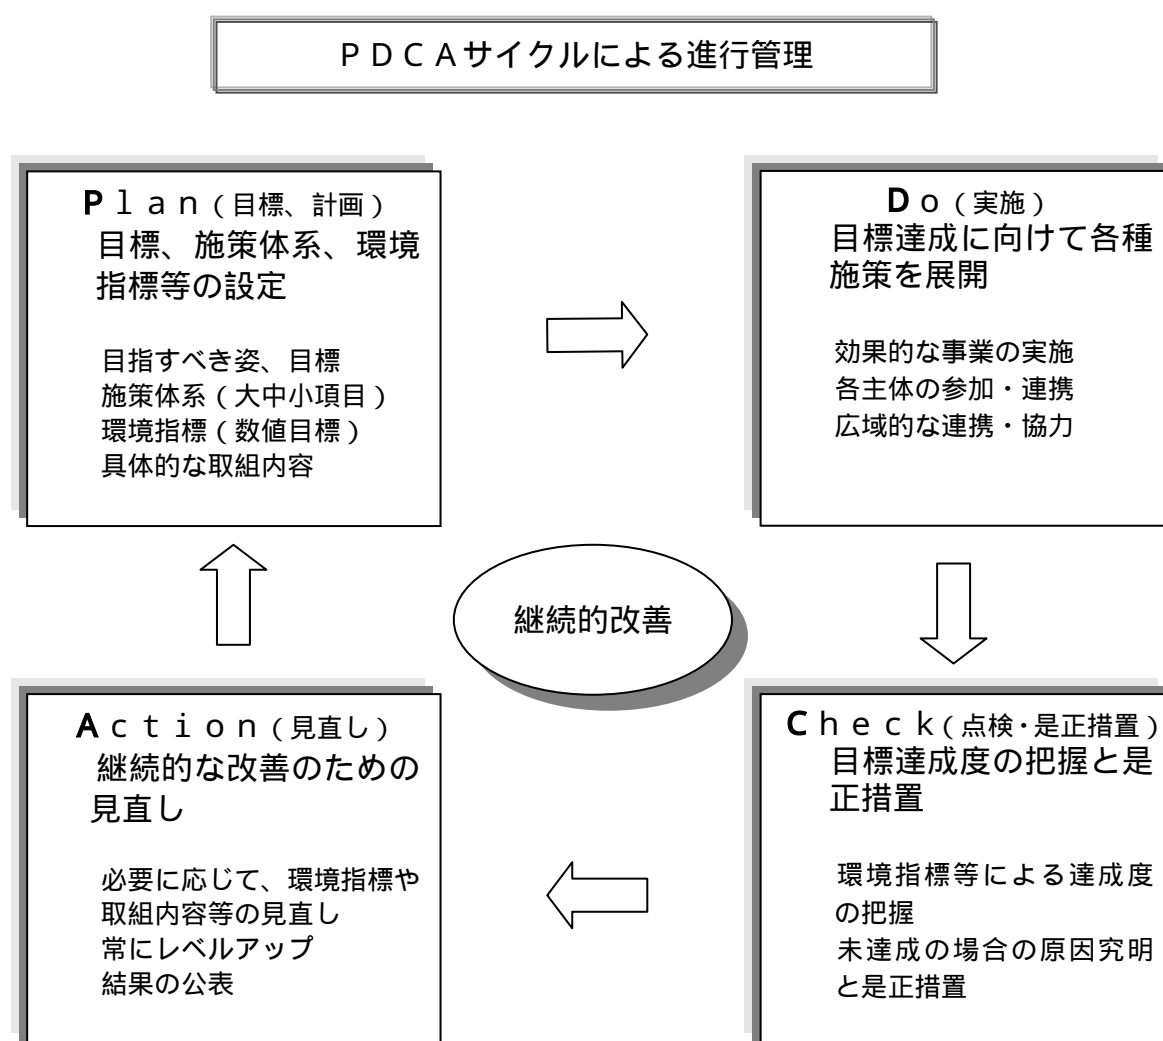 ＰＤＣＡサイクルによる進行管理
Ｐｌａｎ（目標、計画）
目標、施策体系、環境
指標等の設定
目指すべき姿、目標
施策体系（大中小項目）
環境指標（数値目標）
具体的な取組内容
Ｄｏ（実施）
目標達成に向けて各種
施策を展開
効果的な事業の実施
各主体の参加・連携
広域的な連携・協力
継続的改善
Ａｃｔｉｏｎ（見直し）
継続的な改善のための
見直し
必要に応じて、環境指標や
取組内容等の見直し
常にレベルアップ
結果の公表
Ｃｈｅｃｋ（点検・是正措置）
目標達成度の把握と是
正措置
環境指標等による達成度
の把握
未達成の場合の原因究明
と是正措置